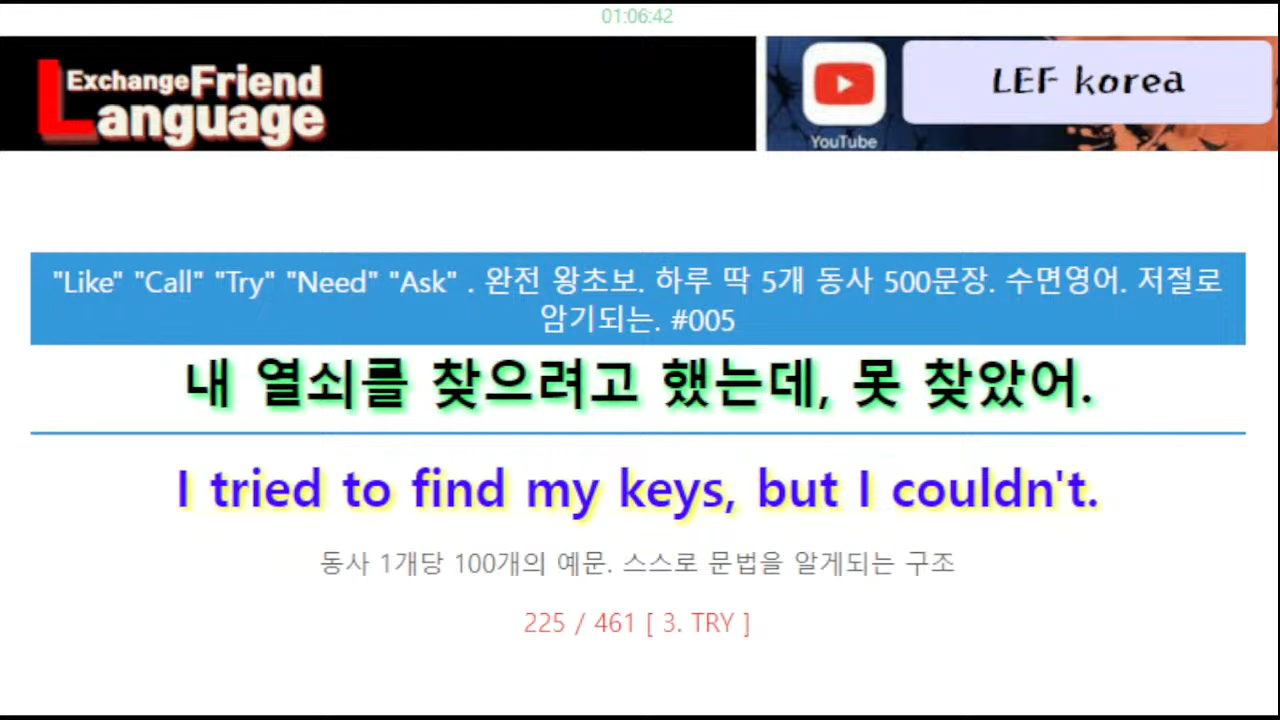 01:06:42
ExchangeFriend
Language
LEF korea
YouTube
"Like" "Call" "Try" "Need" "Ask" . 완전 왕초보. 하루 딱 5개 동사 500문장. 수면영어. 저절로
암기되는. #005
내 열쇠를 찾으려고 했는데, 못 찾았어.
I tried to find my keys, but I couldn't.
동사 1개당 100개의 예문. 스스로 문법을 알게되는 구조
225 / 461 [ 3. TRY ]